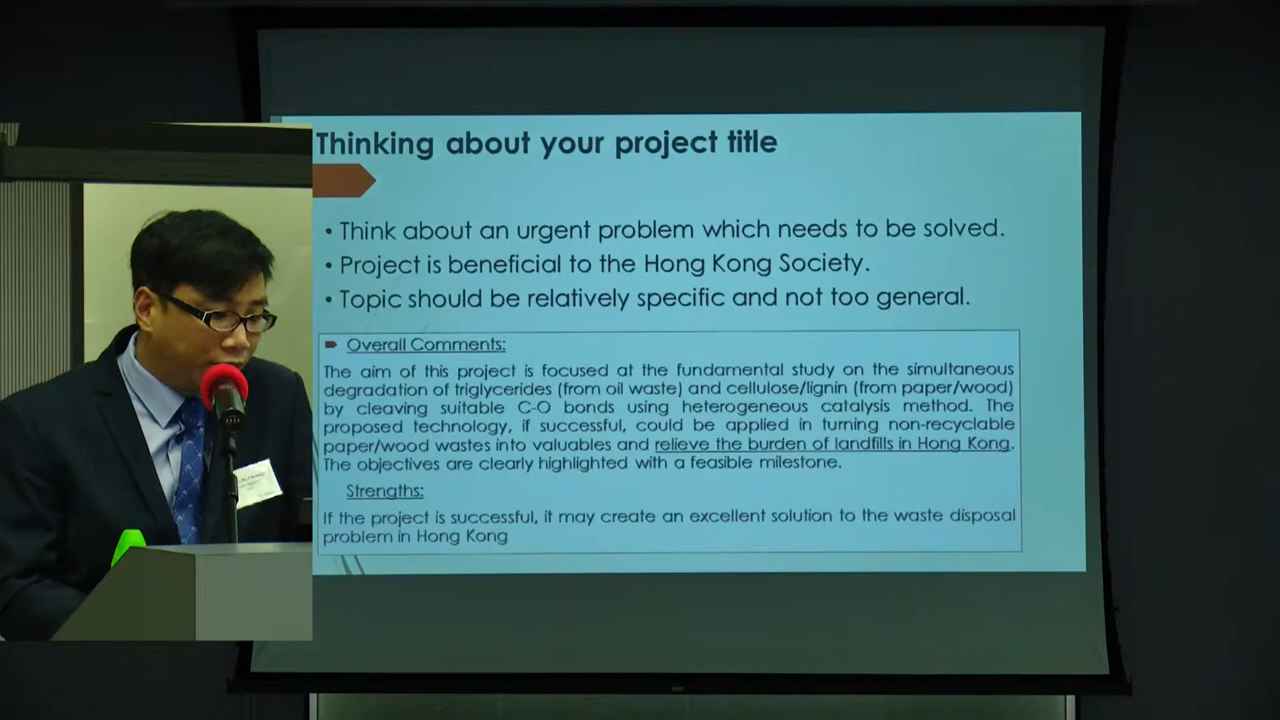 Thinking about your project title
• Think about an urgent problem which needs to be solved.
• Project is beneficial to the Hong Kong Society.
• Topic should be relatively specific and not too general.
Overall Comments:
The aim of this project is focused at the fundamental study on the simultaneous
degradation of triglycerides (from oil waste) and cellulose/lignin (from paper/wood)
by cleaving suitable C-O bonds using heterogeneous catalysis method. The
proposed technology, if successful, could be applied in turning non-recyclable
paper/wood wastes into valuables and relieve the burden of landfills in Hong Kong.
The objectives are clearly highlighted with a feasible milestone.
Strengths:
If the project is successful, it may create an excellent solution to the waste disposal
problem in Hong Kong